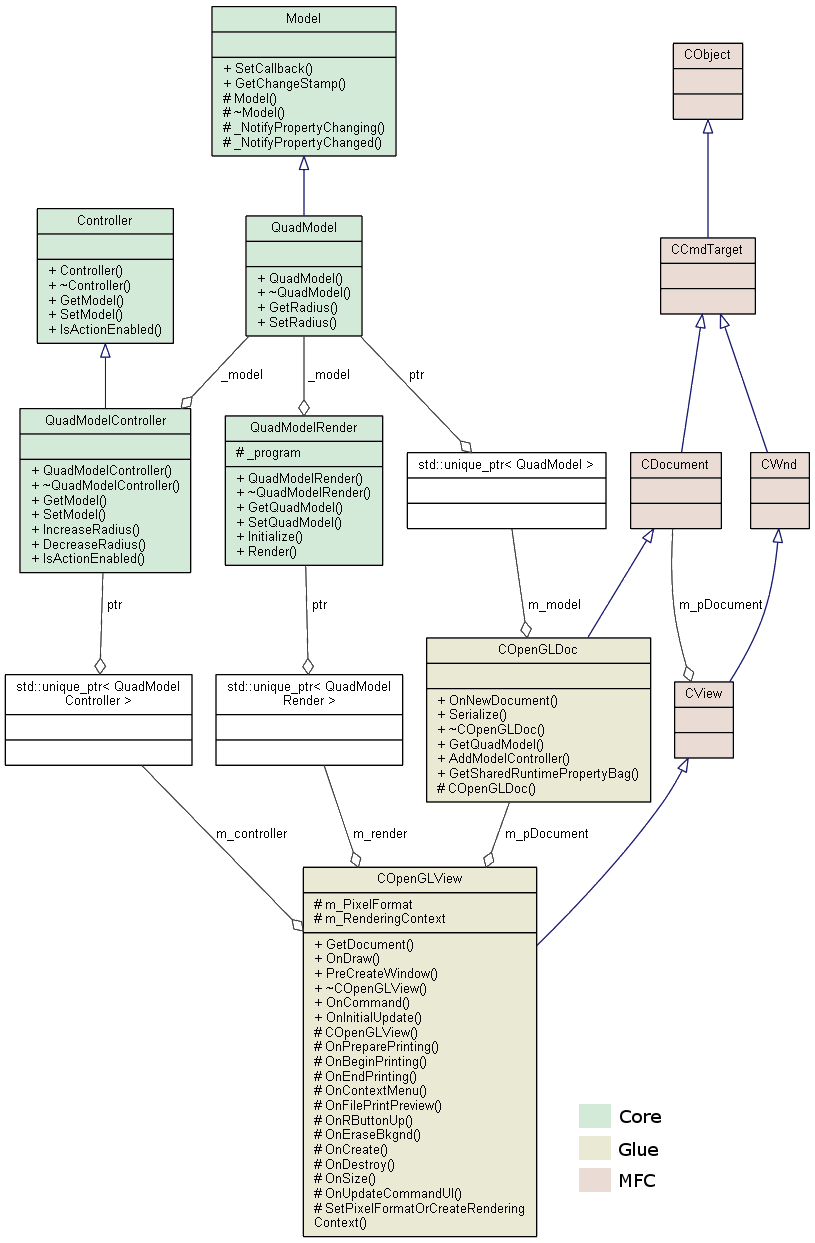 Model
+ SetCallback()
+ GetChangeStamp()
# Model()
# ~Model()
# _NotifyPropertyChanging()
# _NotifyPropertyChanged()
CObject
Controller
+ Controller()
+ ~Controller()
+ GetModel()
+ SetModel()
+ IsActionEnabled()
QuadModel
+ QuadModel()
+ ~QuadModel()
+ GetRadius()
+ SetRadius()
CCmdTarget
_model
_model
ptr
QuadModelController
+ QuadModelController()
+ ~QuadModelController()
+ GetModel()
+ SetModel()
+ IncreaseRadius()
+ DecreaseRadius()
+ IsActionEnabled()
QuadModelRender
# _program
+ QuadModelRender()
+ ~QuadModelRender()
+ GetQuadModel()
+ SetQuadModel()
+ Initialize()
+ Render()
std::unique_ptr< QuadModel >
CDocument
CWnd
ptr
ptr
m_model
m_pDocument
std::unique_ptr< QuadModel
Controller >
std::unique_ptr< QuadModel
Render >
COpenGLDoc
+ OnNewDocument()
+ Serialize()
+ ~COpenGLDoc()
+ GetQuadModel()
+ AddModelController()
+ GetSharedRuntimePropertyBag()
# COpenGLDoc()
CView
m_controller
m_render
m_pDocument
COpenGLView
# m_PixelFormat
# m_RenderingContext
+ GetDocument()
+ OnDraw()
+ PreCreateWindow()
+ ~COpenGLView()
+ OnCommand()
+ OnInitialUpdate()
# COpenGLView()
# OnPreparePrinting()
# OnBeginPrinting()
# OnEndPrinting()
# OnContextMenu()
# OnFilePrintPreview()
# OnRButtonUp()
# OnEraseBkgnd()
# OnCreate()
# OnDestroy()
# OnSize()
# OnUpdateCommandUI()
# SetPixelFormatOrCreateRendering
Context()
Core
Glue
MFC